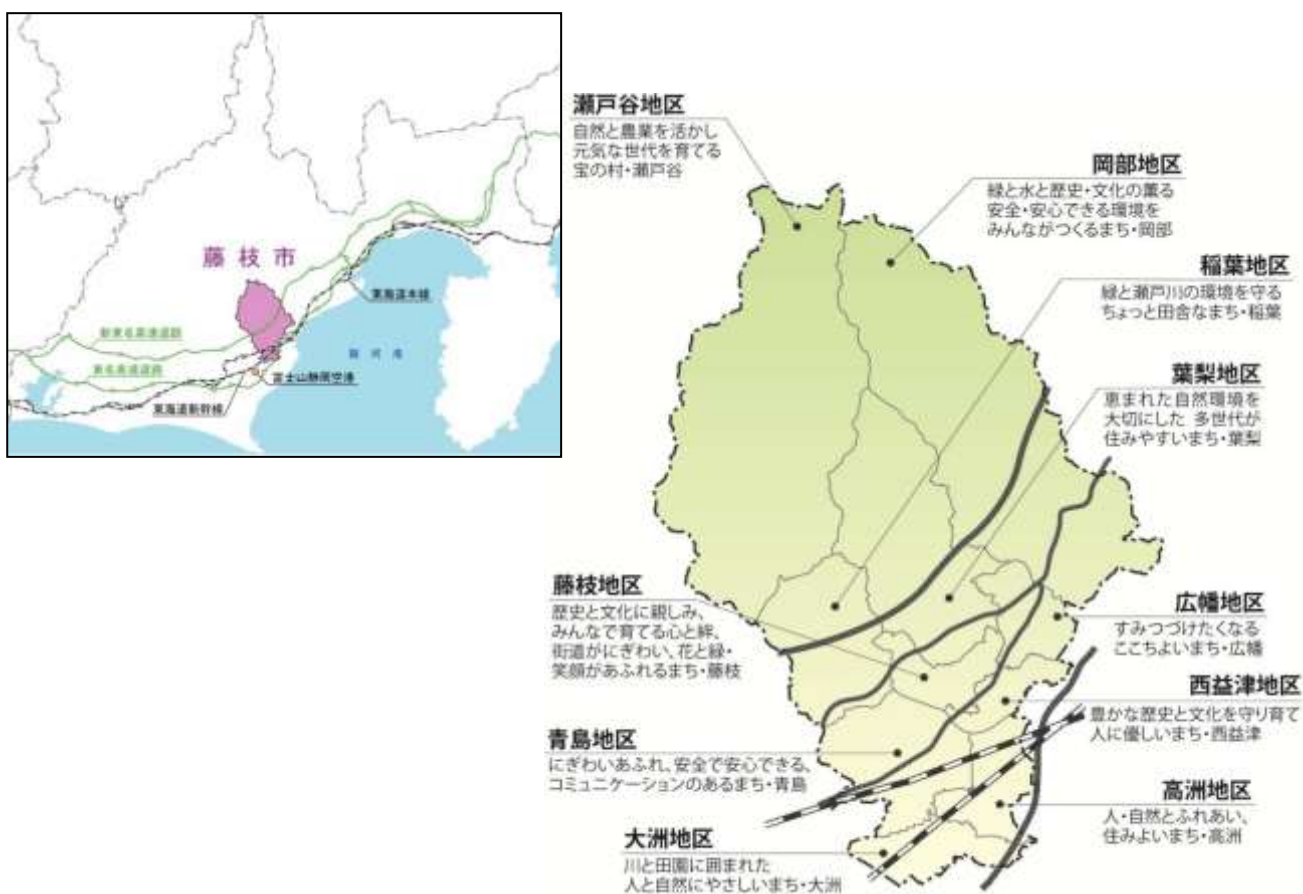 藤枝市
新東名高速道路
東名高速道路
東海道新幹線
東海道本線
富士山静岡空港
駿河湾
瀬戸谷地区
自然と農業を活かし
元気な世代を育てる
宝の村・瀬戸谷
岡部地区
緑と水と歴史・文化の薫る
安全・安心できる環境を
みんながつくるまち・岡部
稲葉地区
緑と瀬戸川の環境を守る
ちょっと田舎なまち・稲葉
葉梨地区
恵まれた自然環境を
大切にした 多世代が
住みやすいまち・葉梨
藤枝地区
歴史と文化に親しみ、
みんなで育てる心と絆、
街道がにぎわい、花と緑・
笑顔があふれるまち・藤枝
広幡地区
すみつづけたくなる
ここちよいまち・広幡
西益津地区
豊かな歴史と文化を守り育て
人に優しいまち・西益津
青島地区
にぎわいあふれ、安全で安心できる、
コミュニケーションのあるまち・青島
高洲地区
人・自然とふれあい、
住みよいまち・高洲
大洲地区
川と田園に囲まれた
人と自然にやさしいまち・大洲